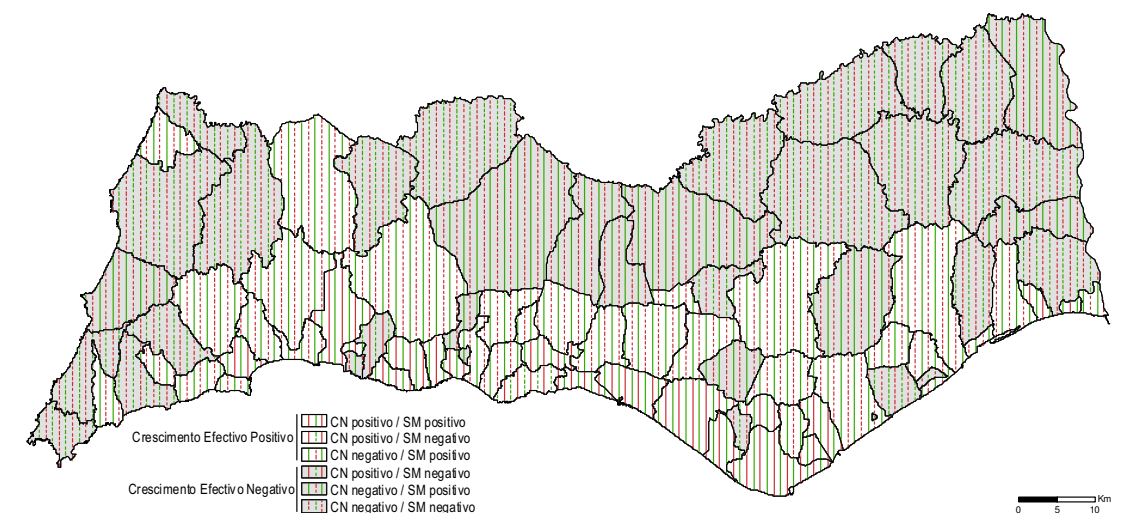 CN positivo / SM positivo
Crescimento Efectivo Positivo
CN positivo / SM negativo
CN negativo / SM positivo
CN positivo / SM negativo
Crescimento Efectivo Negativo
CN negativo / SM positivo
CN negativo / SM negativo
Km
0 5 10